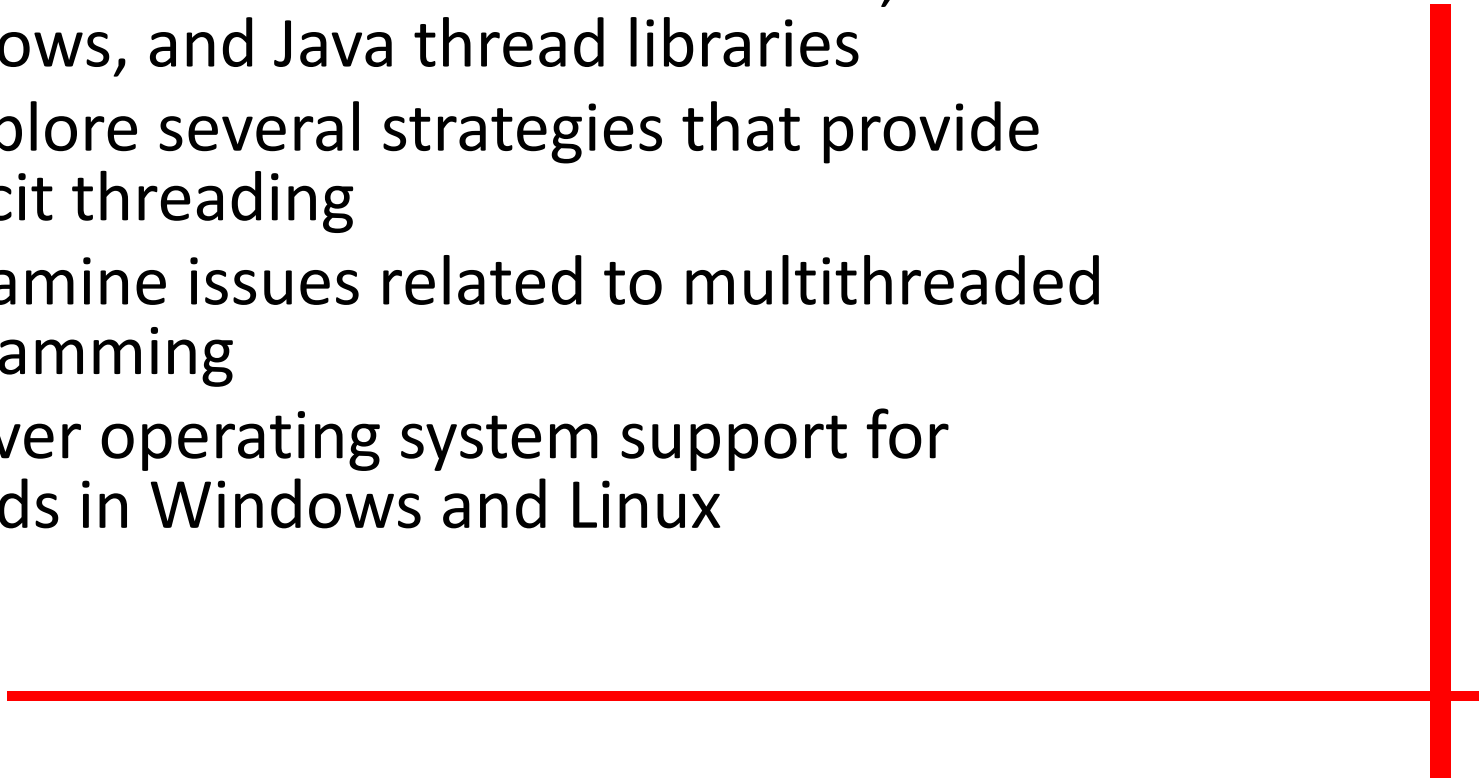 ows, and Java thread libraries
plore several strategies that provide
cit threading
amine issues related to multithreaded
amming
ver operating system support for
ds in Windows and Linux